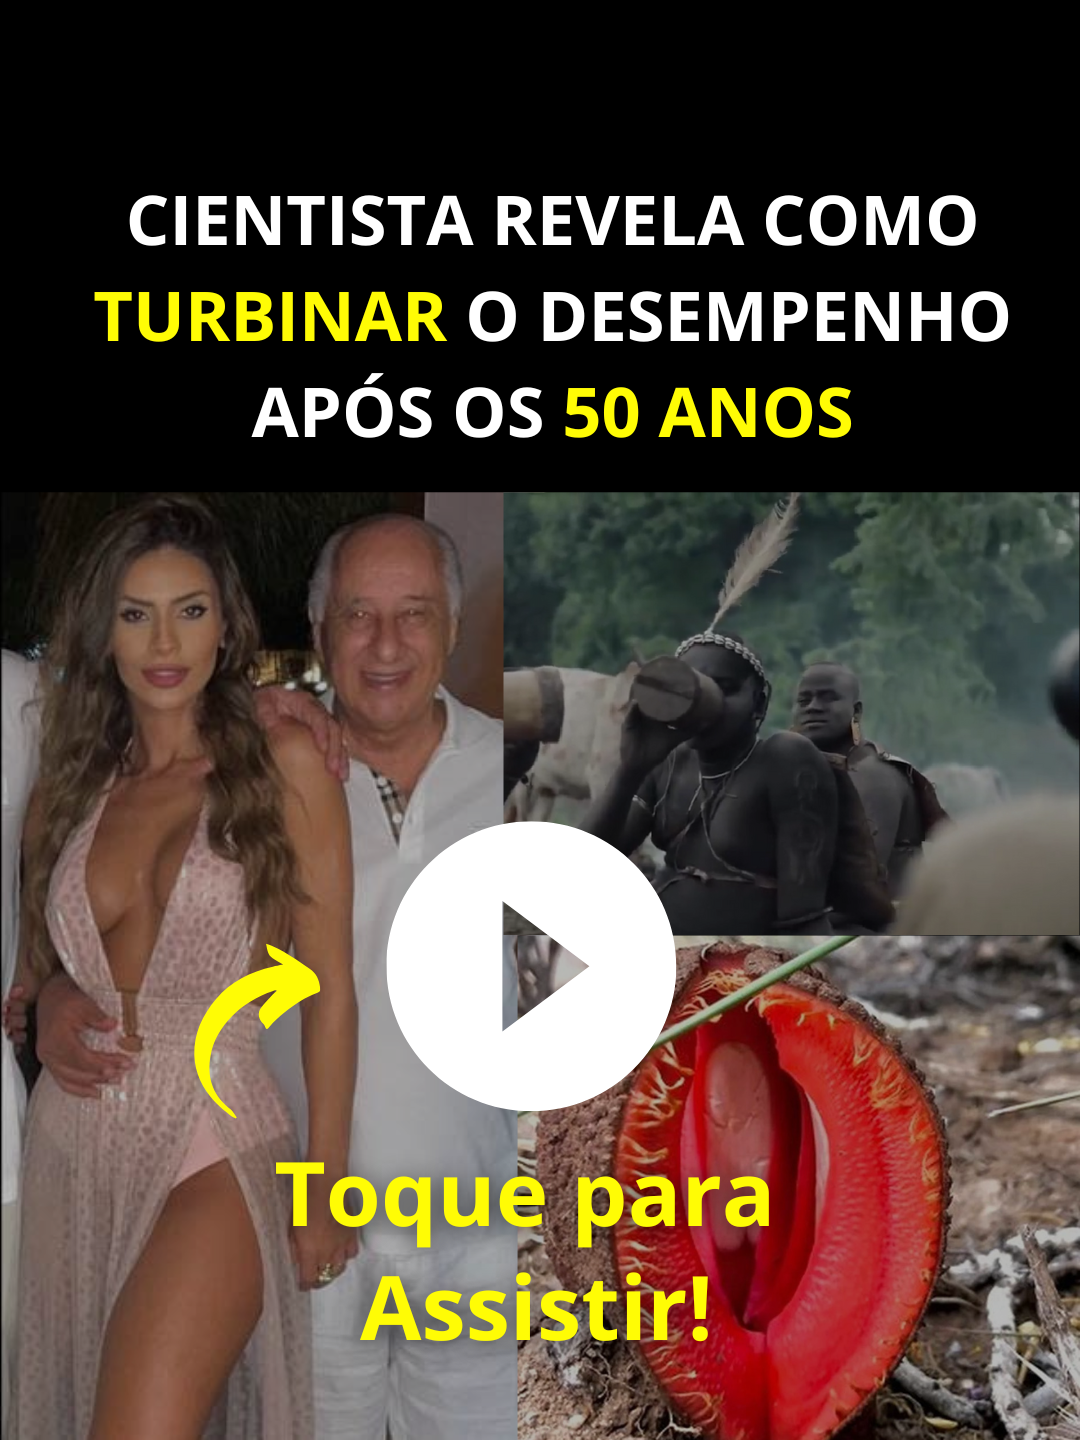 CIENTISTA REVELA COMO
TURBINAR O DESEMPENHO
APÓS OS 50 ANOS
Toque para
Assistir!